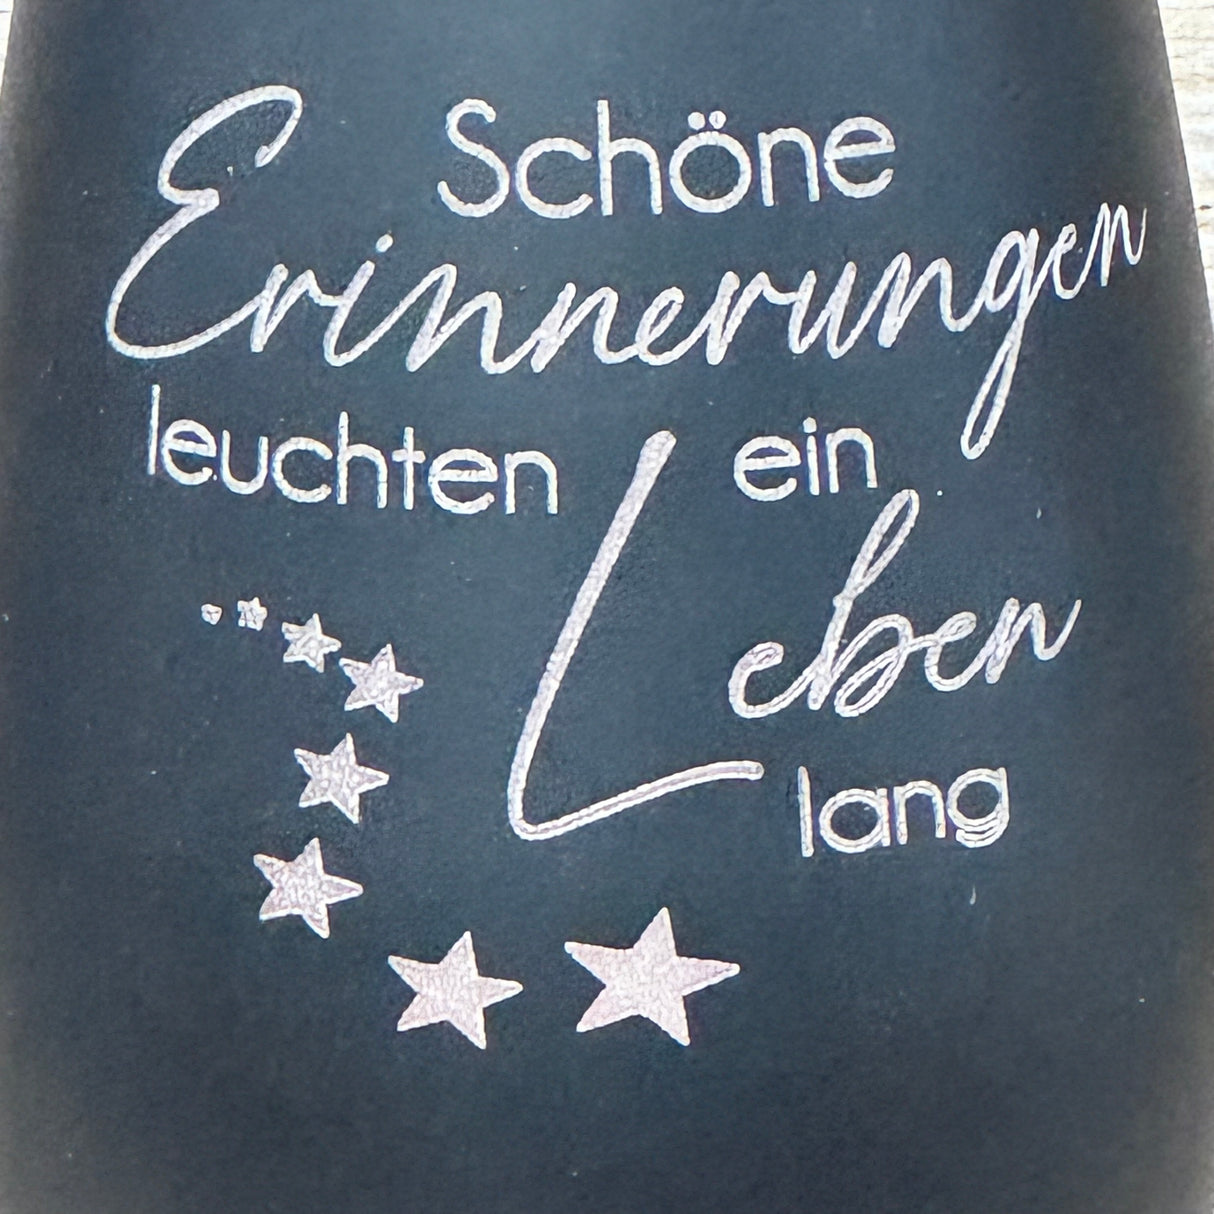 Schöne
Erinnerungen
leuchten ein
Leben
lang